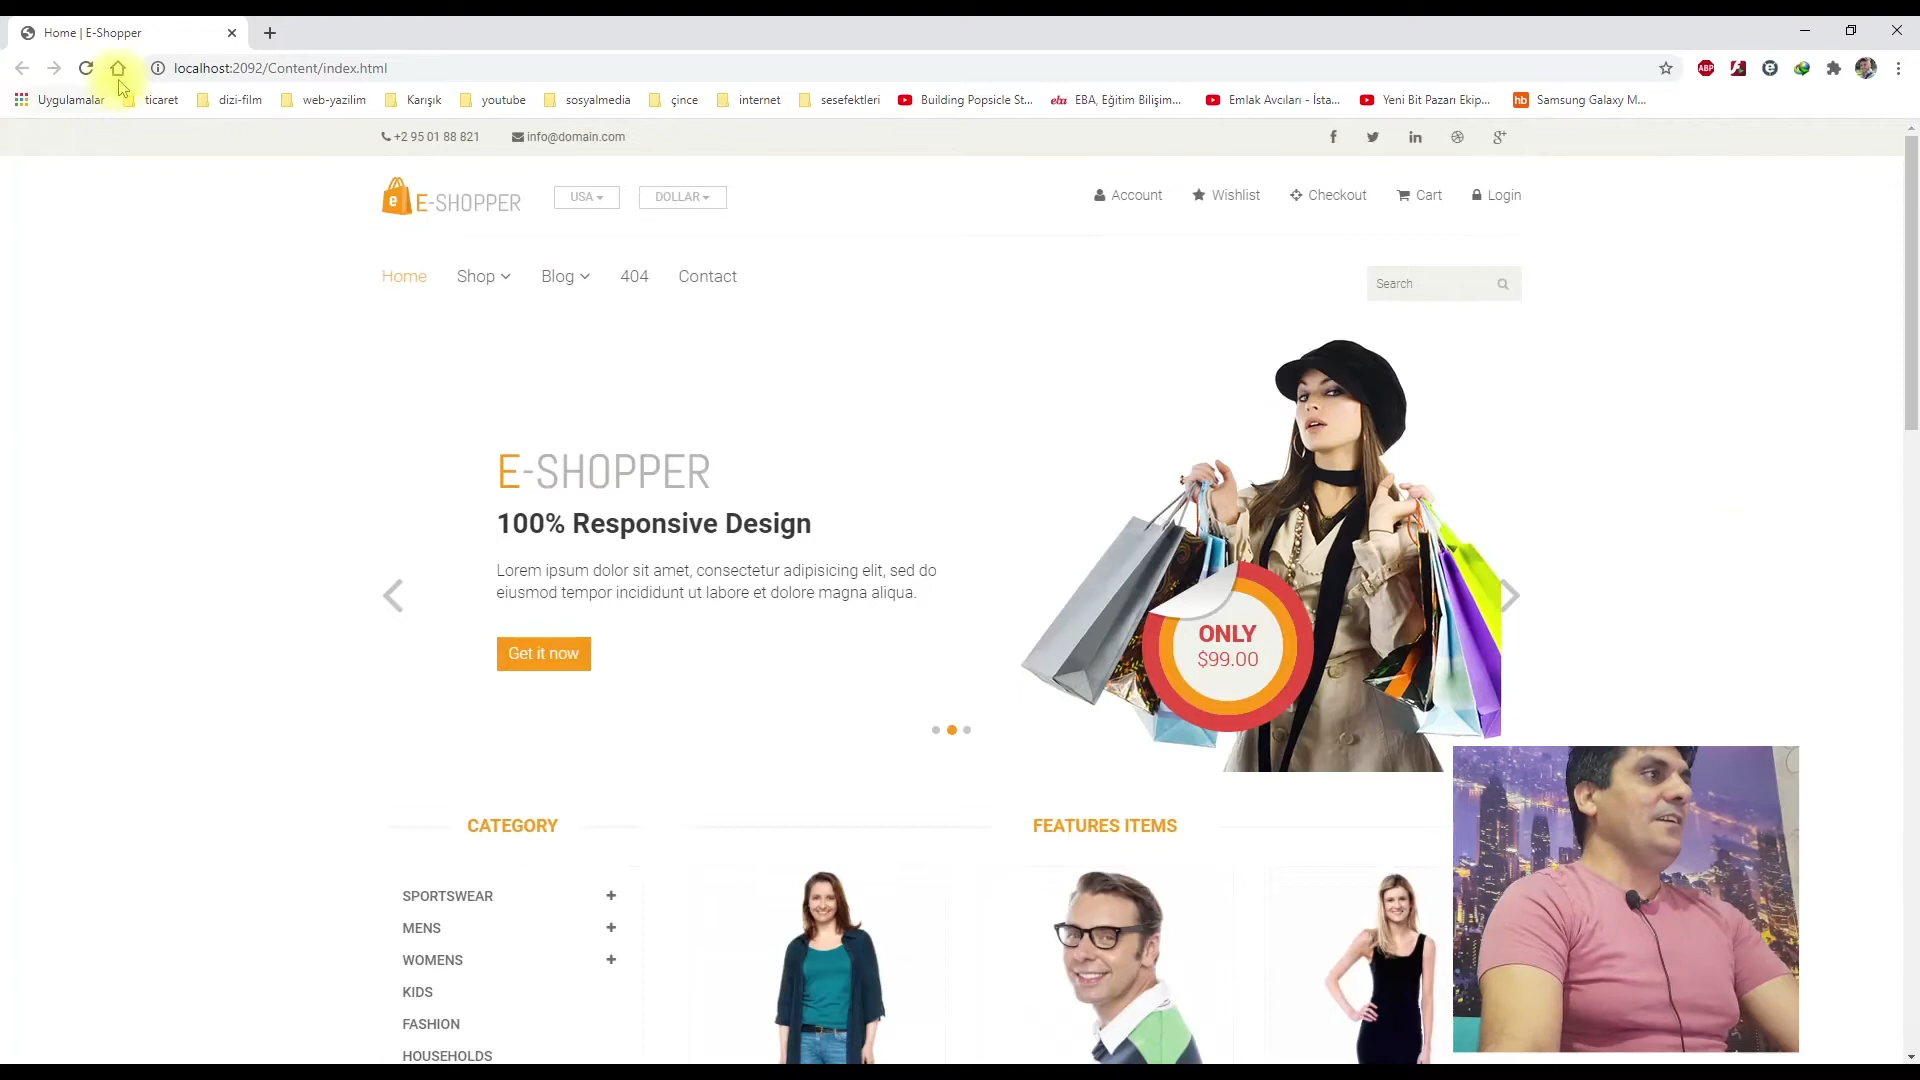 Home | E-Shopper
localhost:2092/Content/index.html
ABP
Uygulamalar ticaret dizi-film web-yazilim Karışık youtube sosyalmedia çince internet sesefektleri Building Popsicle St... eba EBA, Eğitim Bilişim... Emlak Avcıları - İsta... Yeni Bit Pazarı Ekip... hb Samsung Galaxy M...
+2 95 01 88 821 info@domain.com
e E-SHOPPER USA DOLLAR Account Wishlist Checkout Cart Login
Home Shop Blog 404 Contact Search
E-SHOPPER
100% Responsive Design
Lorem ipsum dolor sit amet, consectetur adipisicing elit, sed do
eiusmod tempor incididunt ut labore et dolore magna aliqua.
Get it now
ONLY
$99.00
CATEGORY
SPORTSWEAR
MENS
WOMENS
KIDS
FASHION
HOUSEHOLDS
FEATURES ITEMS